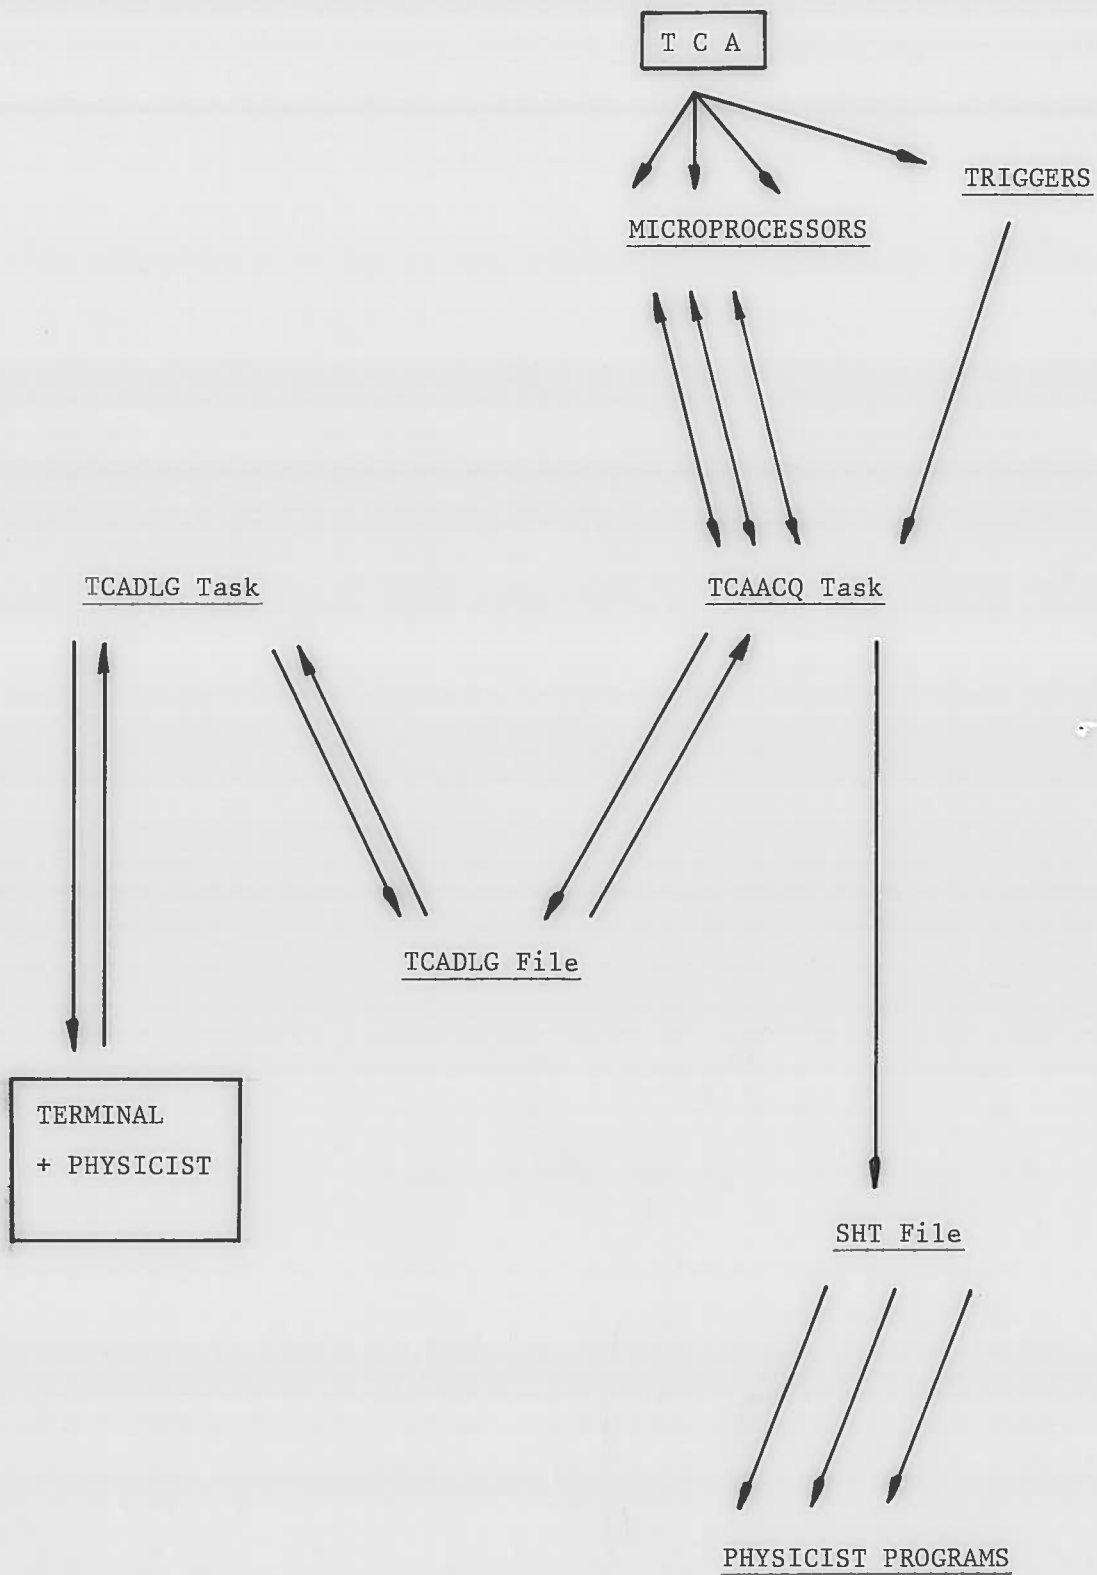 T C A
TRIGGERS
MICROPROCESSORS
TCADLG Task
TCAACQ Task
TCADLG File
TERMINAL
+ PHYSICIST
SHT File
PHYSICIST PROGRAMS